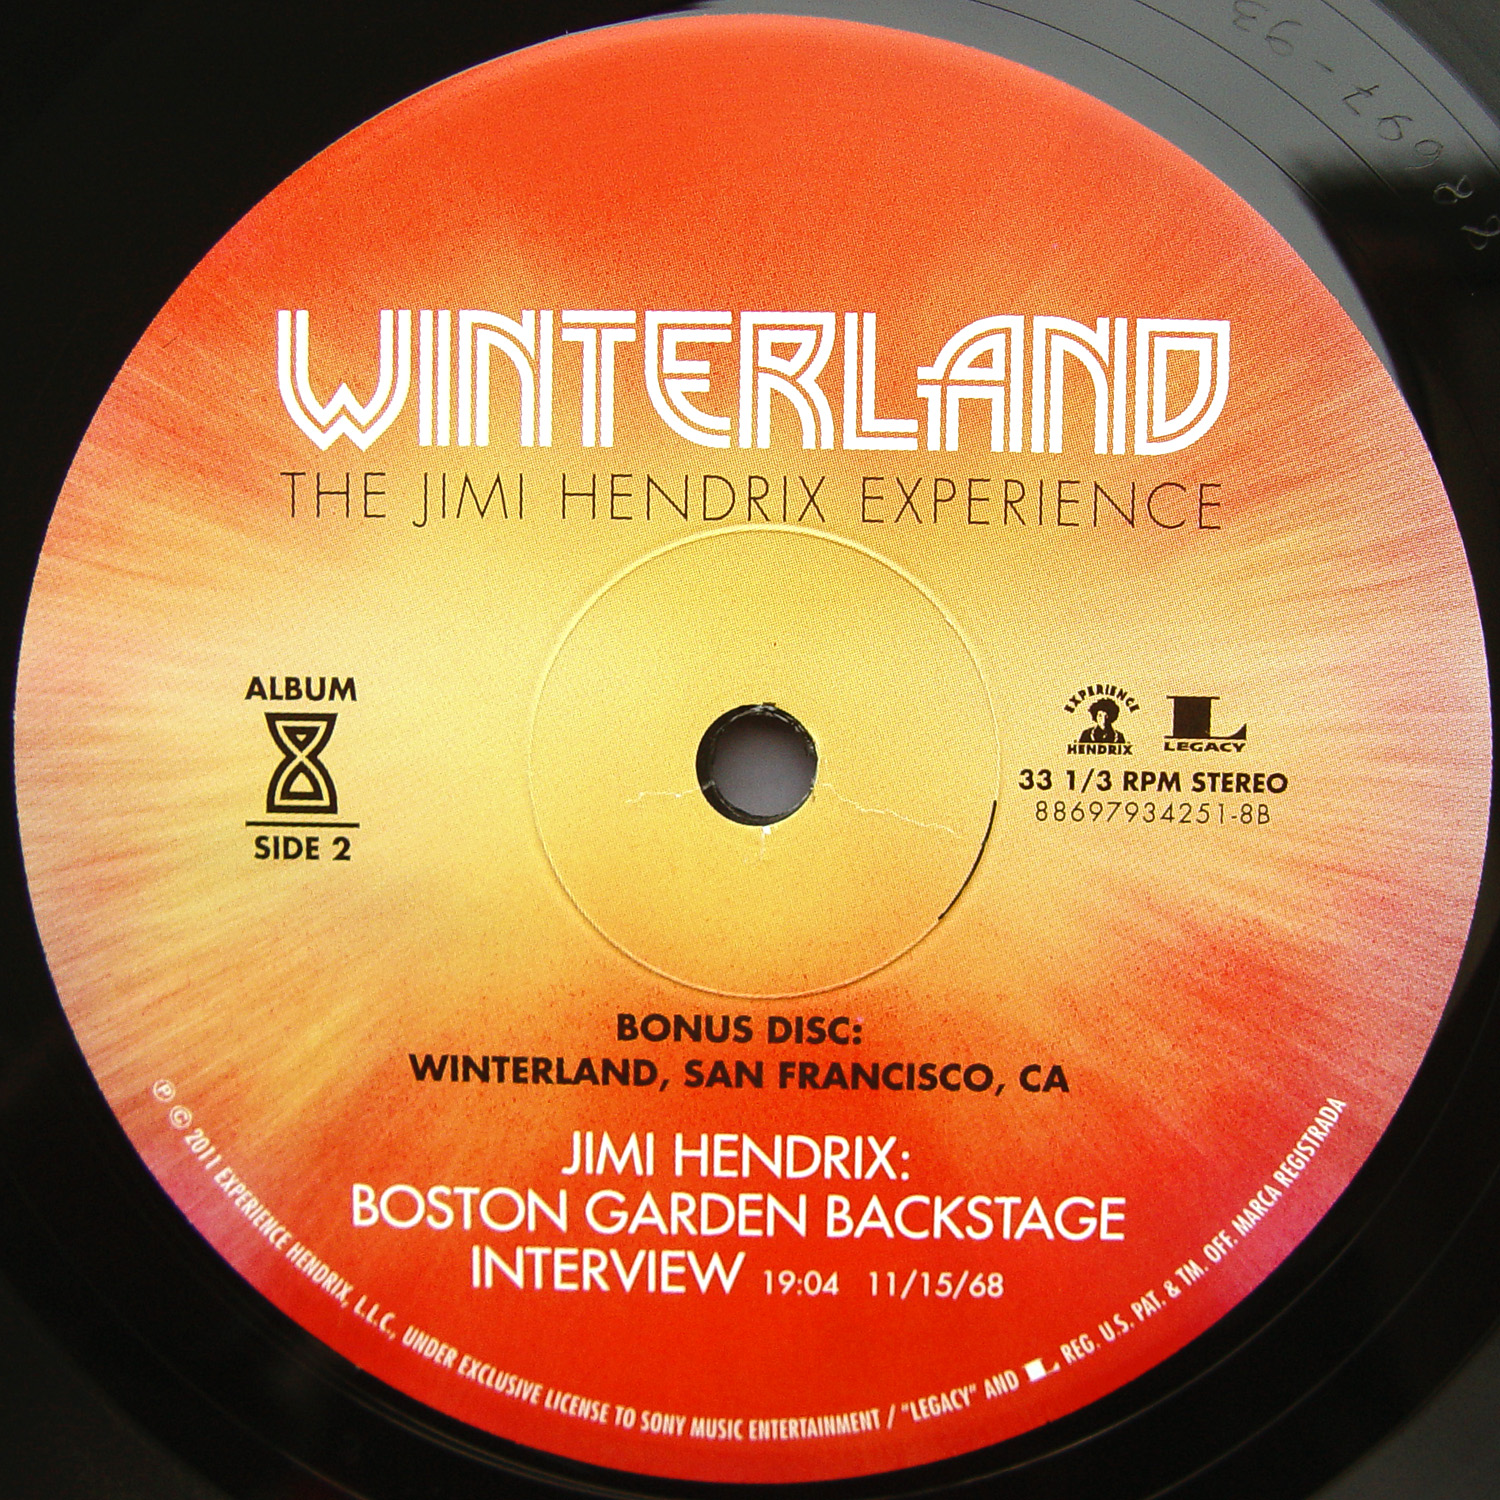 WINTERLAND
THE JIMI HENDRIX EXPERIENCE
ALBUM
8
SIDE 2
EXPERIENCE
HENDRIX
L
LEGACY
33 1/3 RPM STEREO
88697934251-8B
BONUS DISC:
WINTERLAND, SAN FRANCISCO, CA
JIMI HENDRIX:
BOSTON GARDEN BACKSTAGE
INTERVIEW 19:04 11/15/68
℗ © 2011 EXPERIENCE HENDRIX, L.L.C., UNDER EXCLUSIVE LICENSE TO SONY MUSIC ENTERTAINMENT / "LEGACY" AND L REG. U.S. PAT. & TM. OFF. MARCA REGISTRADA